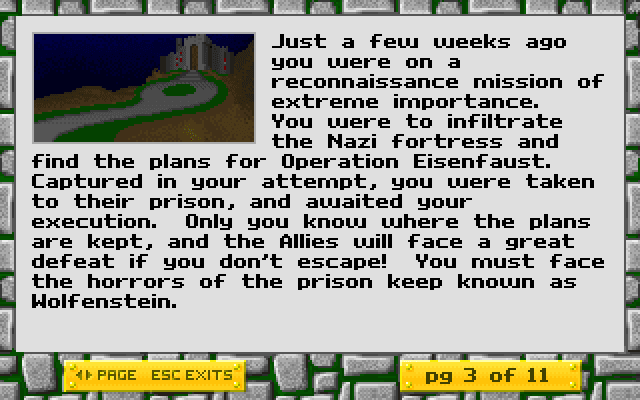 Just a few weeks ago
you were on a
reconnaissance mission of
extreme importance.
You were to infiltrate
the Nazi fortress and
find the plans for Operation Eisenfaust.
Captured in your attempt, you were taken
to their prison, and awaited your
execution.  Only you know where the plans
are kept, and the Allies will face a great
defeat if you don't escape!  You must face
the horrors of the prison keep known as
Wolfenstein.
PAGE ESC EXITS
pg 3 of 11